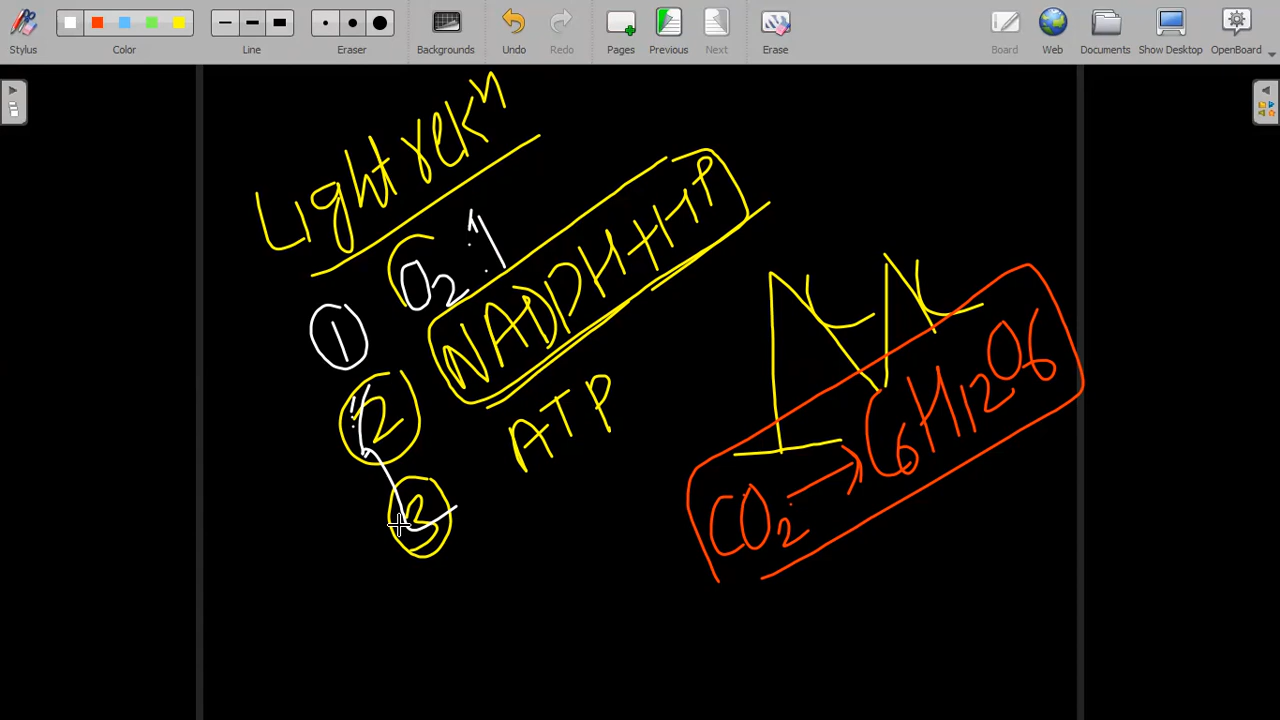 Stylus
Color
Line
Eraser
Backgrounds
Undo
Redo
Pages
Previous
Next
Erase
Board
Web
Documents
Show Desktop
OpenBoard
Light rekn
① O2
② NADPH+H
③ ATP
CO2 → C6H12O6